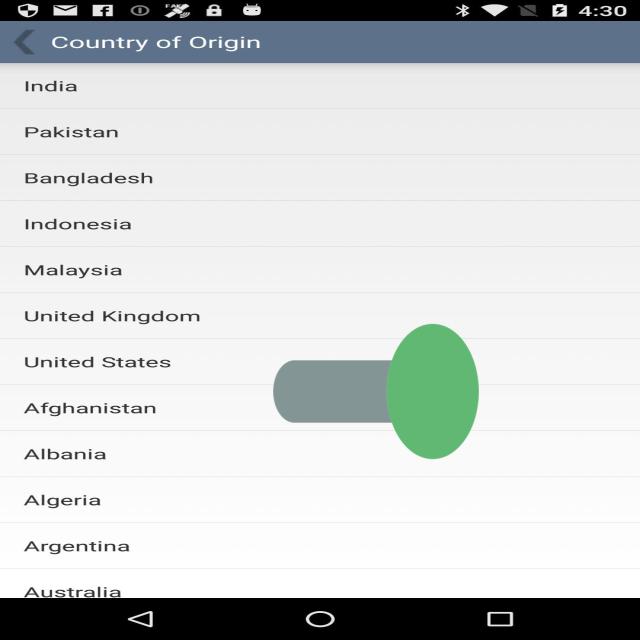 4:30
Country of Origin
India
Pakistan
Bangladesh
Indonesia
Malaysia
United Kingdom
United States
Afghanistan
Albania
Algeria
Argentina
Australia